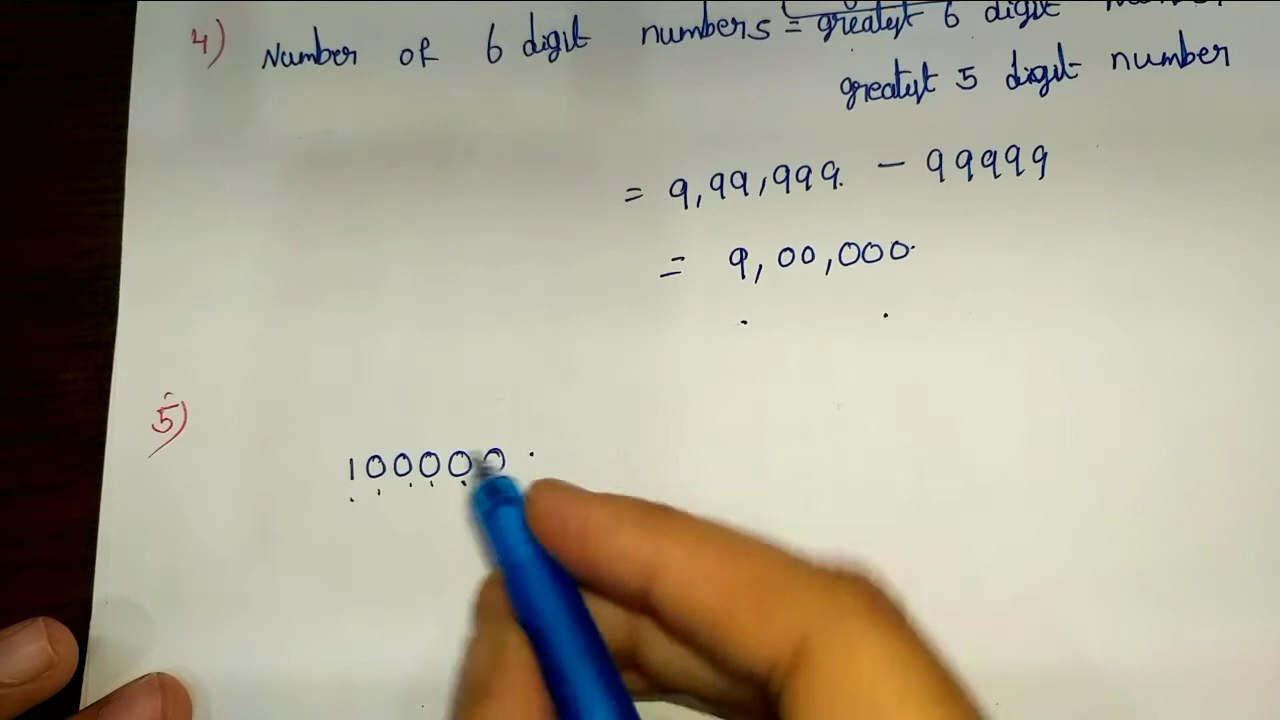 4) Number of 6 digit numbers = greatest 6 digit
greatest 5 digit number
= 9,99,999. - 99999
= 9,00,000.
5)
100000